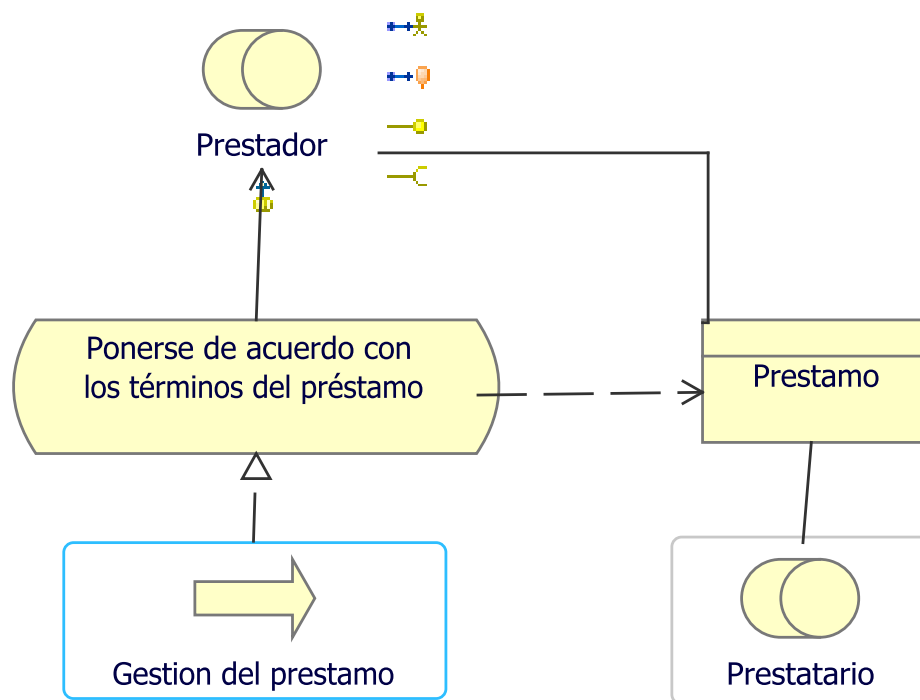 Prestador
Ponerse de acuerdo con
los términos del préstamo
Prestamo
Gestion del prestamo
Prestatario